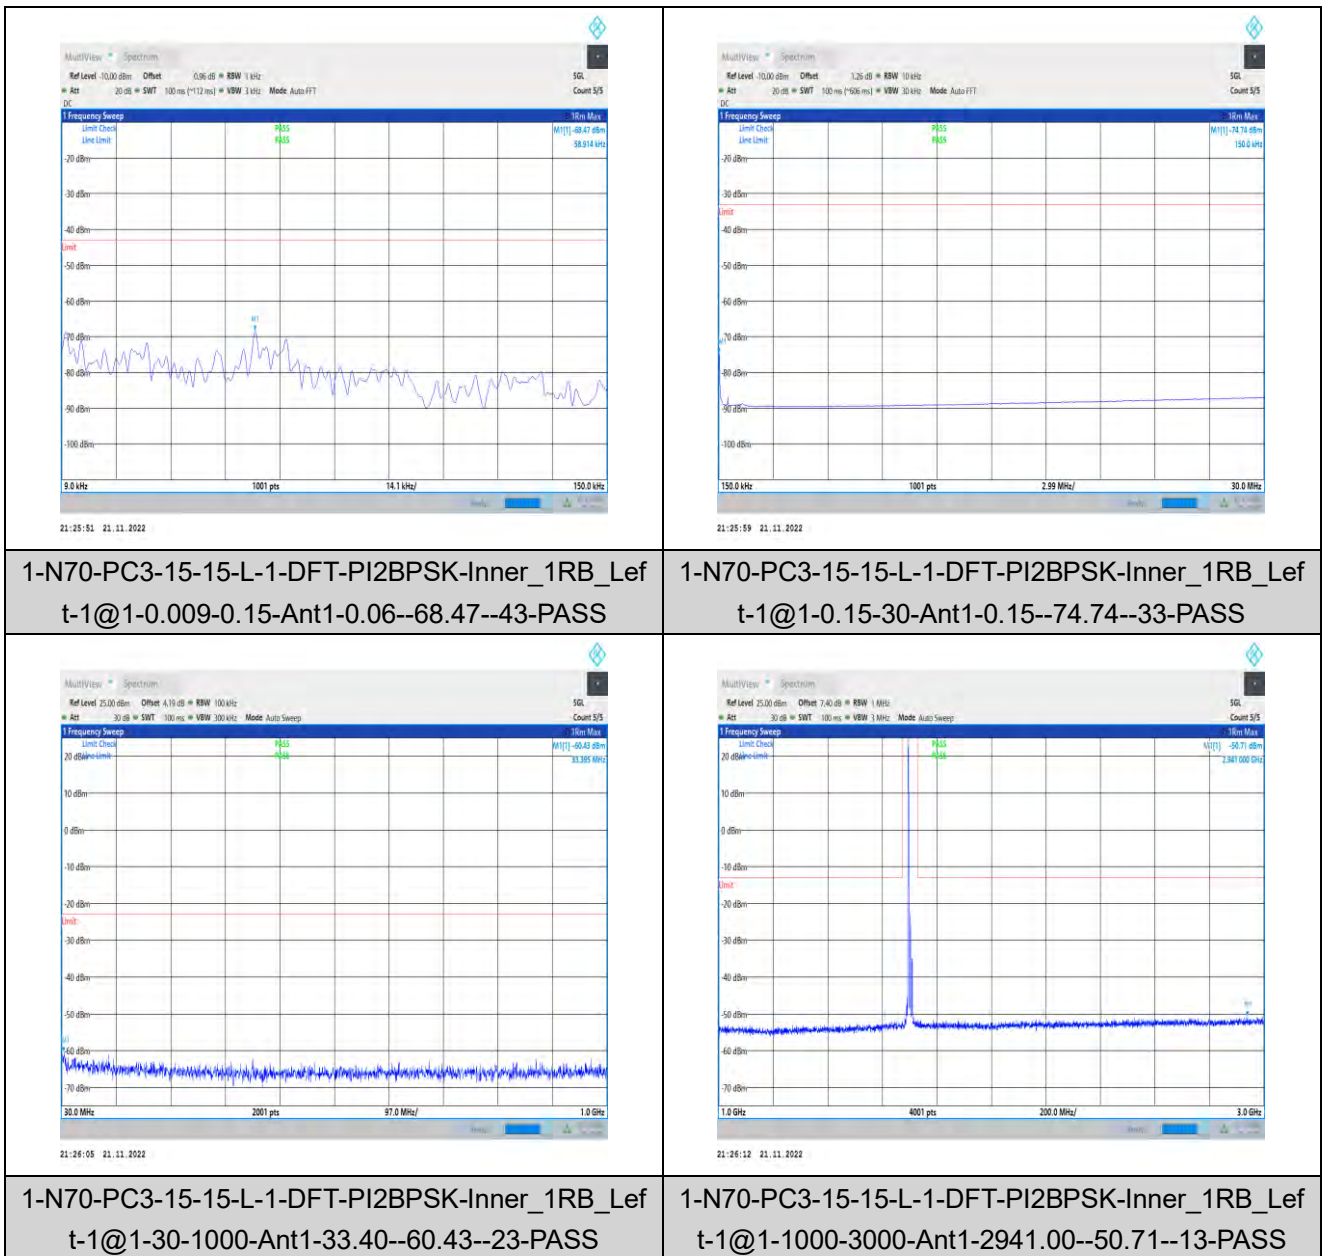 MultiView Spectrum
Ref Level -10.00 dBm Offset 0.96 dB RBW 1 kHz SGL
Att 20 dB SWT 100 ms (~112 ms) VBW 3 kHz Mode Auto FFT Count 5/5
DC
1 Frequency Sweep 1Rm Max
Limit Check PASS M1[1] -68.47 dBm
Line Limit PASS 58.914 kHz
-20 dBm
-30 dBm
-40 dBm
Limit
-50 dBm
-60 dBm
M1
-70 dBm
-80 dBm
-90 dBm
-100 dBm
9.0 kHz 1001 pts 14.1 kHz/ 150.0 kHz
21:25:51 21.11.2022
1-N70-PC3-15-15-L-1-DFT-PI2BPSK-Inner_1RB_Lef
t-1@1-0.009-0.15-Ant1-0.06--68.47--43-PASS
MultiView Spectrum
Ref Level -10.00 dBm Offset 1.26 dB RBW 10 kHz SGL
Att 20 dB SWT 100 ms (~606 ms) VBW 30 kHz Mode Auto FFT Count 5/5
DC
1 Frequency Sweep 1Rm Max
Limit Check PASS M1[1] -74.74 dBm
Line Limit PASS 150.0 kHz
-20 dBm
-30 dBm
Limit
-40 dBm
-50 dBm
-60 dBm
M1
-70 dBm
-80 dBm
-90 dBm
-100 dBm
150.0 kHz 1001 pts 2.99 MHz/ 30.0 MHz
21:25:59 21.11.2022
1-N70-PC3-15-15-L-1-DFT-PI2BPSK-Inner_1RB_Lef
t-1@1-0.15-30-Ant1-0.15--74.74--33-PASS
MultiView Spectrum
Ref Level 25.00 dBm Offset 4.19 dB RBW 100 kHz SGL
Att 30 dB SWT 100 ms VBW 300 kHz Mode Auto Sweep Count 5/5
1 Frequency Sweep 1Rm Max
Limit Check PASS M1[1] -60.43 dBm
20 dBm Line Limit PASS 33.395 MHz
10 dBm
0 dBm
-10 dBm
-20 dBm
Limit
-30 dBm
-40 dBm
-50 dBm
M1
-60 dBm
-70 dBm
30.0 MHz 2001 pts 97.0 MHz/ 1.0 GHz
21:26:05 21.11.2022
1-N70-PC3-15-15-L-1-DFT-PI2BPSK-Inner_1RB_Lef
t-1@1-30-1000-Ant1-33.40--60.43--23-PASS
MultiView Spectrum
Ref Level 25.00 dBm Offset 7.40 dB RBW 1 MHz SGL
Att 30 dB SWT 100 ms VBW 3 MHz Mode Auto Sweep Count 5/5
1 Frequency Sweep 1Rm Max
Limit Check PASS M1[1] -50.71 dBm
20 dBm Line Limit PASS 2.941 000 GHz
10 dBm
0 dBm
-10 dBm
Limit
-20 dBm
-30 dBm
-40 dBm
M1
-50 dBm
-60 dBm
-70 dBm
1.0 GHz 4001 pts 200.0 MHz/ 3.0 GHz
21:26:12 21.11.2022
1-N70-PC3-15-15-L-1-DFT-PI2BPSK-Inner_1RB_Lef
t-1@1-1000-3000-Ant1-2941.00--50.71--13-PASS